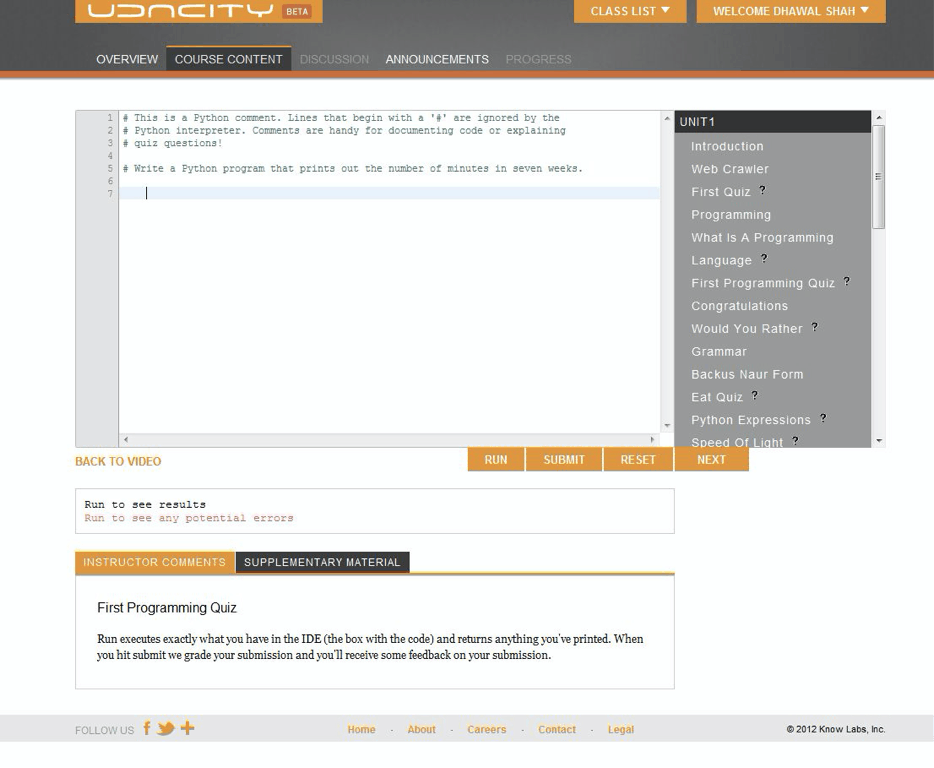 UDACITY BETA
CLASS LIST
WELCOME DHAWAL SHAH
OVERVIEW
COURSE CONTENT
DISCUSSION
ANNOUNCEMENTS
PROGRESS
1 # This is a Python comment. Lines that begin with a '#' are ignored by the
2 # Python interpreter. Comments are handy for documenting code or explaining
3 # quiz questions!
4
5 # Write a Python program that prints out the number of minutes in seven weeks.
6
7
UNIT1
Introduction
Web Crawler
First Quiz ?
Programming
What Is A Programming
Language ?
First Programming Quiz ?
Congratulations
Would You Rather ?
Grammar
Backus Naur Form
Eat Quiz ?
Python Expressions ?
Speed Of Light ?
BACK TO VIDEO
RUN
SUBMIT
RESET
NEXT
Run to see results
Run to see any potential errors
INSTRUCTOR COMMENTS
SUPPLEMENTARY MATERIAL
First Programming Quiz
Run executes exactly what you have in the IDE (the box with the code) and returns anything you've printed. When
you hit submit we grade your submission and you'll receive some feedback on your submission.
FOLLOW US
Home · About · Careers · Contact · Legal
© 2012 Know Labs, Inc.